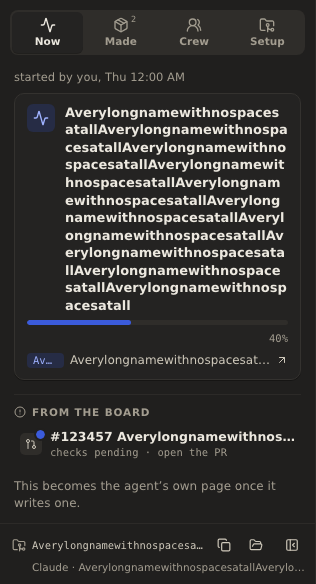 Now
Made 2
Crew
Setup
started by you, Thu 12:00 AM
Averylongnamewithnospaces
atallAverylongnamewithnospa
cesatallAverylongnamewithno
spacesatallAverylongnamewit
hnospacesatallAverylongnam
ewithnospacesatallAverylong
namewithnospacesatallAveryl
ongnamewithnospacesatallAv
erylongnamewithnospacesata
llAverylongnamewithnospace
satallAverylongnamewithnosp
acesatall
40%
Av… Averylongnamewithnospacesat…
FROM THE BOARD
#123457 Averylongnamewithnos…
checks pending · open the PR
This becomes the agent’s own page once it
writes one.
Averylongnamewithnospacesa…
Claude · AverylongnamewithnospacesatallAverylo…